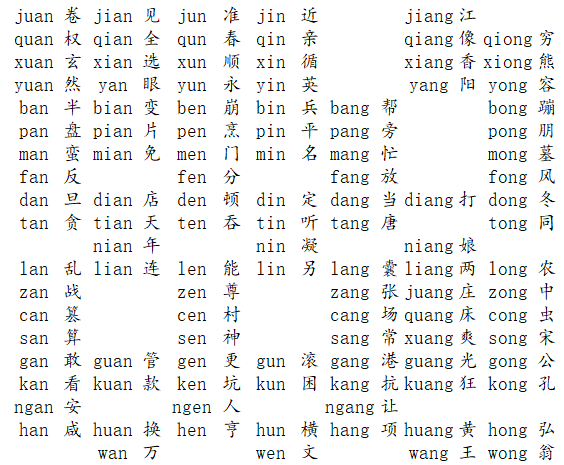 juan 卷 jian 见 jun 准 jin 近 jiang 江
quan 权 qian 全 qun 春 qin 亲 qiang 像 qiong 穷
xuan 玄 xian 选 xun 顺 xin 循 xiang 香 xiong 熊
yuan 然 yan 眼 yun 永 yin 英 yang 阳 yong 容
ban 半 bian 变 ben 崩 bin 兵 bang 帮 bong 蹦
pan 盘 pian 片 pen 烹 pin 平 pang 旁 pong 朋
man 蛮 mian 免 men 门 min 名 mang 忙 mong 墓
fan 反 fen 分 fang 放 fong 风
dan 旦 dian 店 den 顿 din 定 dang 当 diang 打 dong 冬
tan 贪 tian 天 ten 吞 tin 听 tang 唐 tong 同
nian 年 nin 凝 niang 娘
lan 乱 lian 连 len 能 lin 另 lang 囊 liang 两 long 农
zan 战 zen 尊 zang 张 juang 庄 zong 中
can 篡 cen 村 cang 场 quang 床 cong 虫
san 算 sen 神 sang 常 xuang 爽 song 宋
gan 敢 guan 管 gen 更 gun 滚 gang 港 guang 光 gong 公
kan 看 kuan 款 ken 坑 kun 困 kang 抗 kuang 狂 kong 孔
ngan 安 ngen 人 ngang 让
han 咸 huan 换 hen 亨 hun 横 hang 项 huang 黄 hong 弘
wan 万 wen 文 wang 王 wong 翁